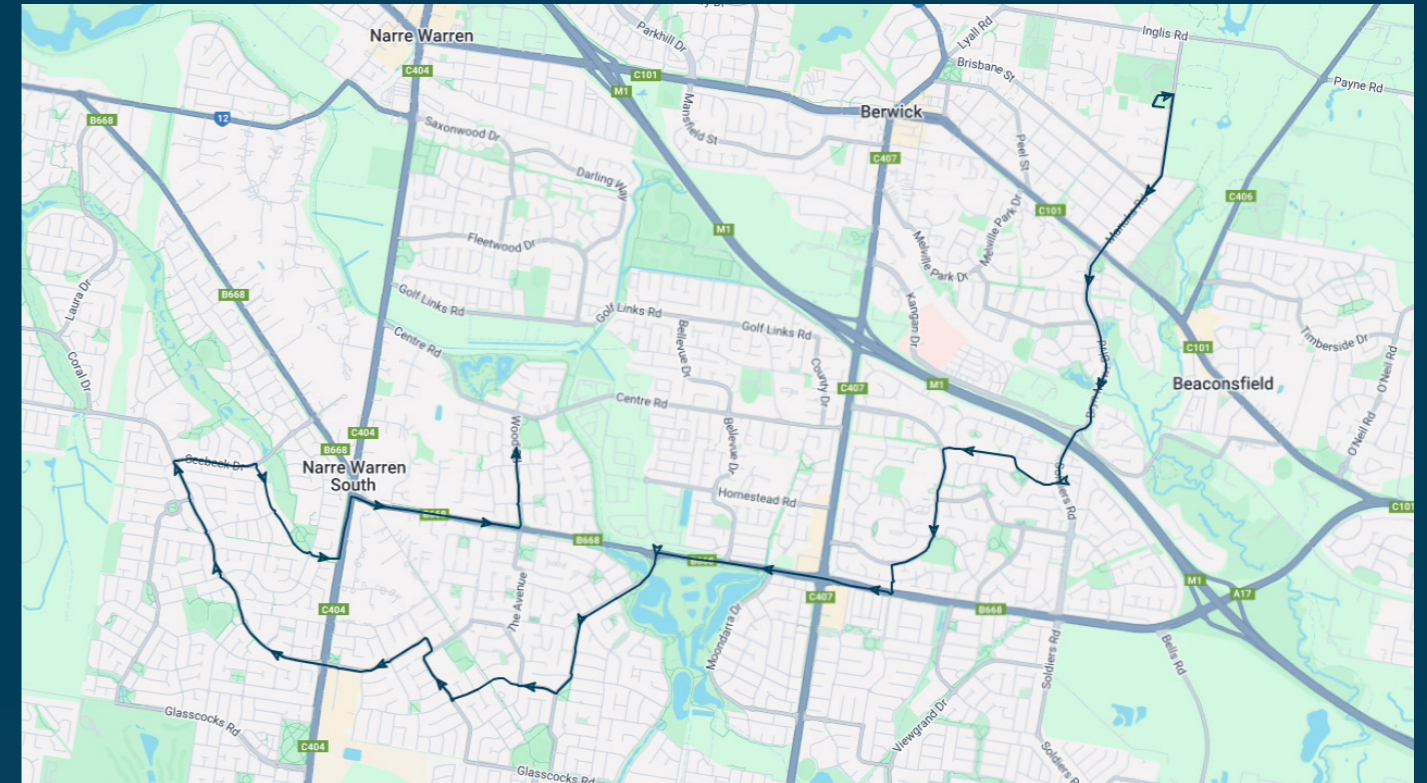 Narre Warren
Parkhill Dr
Lyall Rd
Inglis Rd
Brisbane St
Payne Rd
C404
C101
M1
B668
12
Berwick
Mansfield St
Saxonwood Dr
Peel St
C407
Darling Way
C406
C101
Manuka Rd
M1
Fleetwood Dr
Melville Park Dr
Melville Park Dr
Laura Dr
B668
Golf Links Rd
Golf Links Rd
Golf Links Rd
Kangan Dr
Centre Rd
Bellevue Dr
County Dr
C101
Timberside Dr
O'Neil Rd
Coral Dr
C407
M1
Beaconsfield
Centre Rd
C404
B668
Bellevue Dr
O'Neil Rd
Seebeck Dr
Narre Warren
South
Homestead Rd
Soldiers Rd
C101
B668
B668
B668
M1
A17
The Avenue
C404
C407
B668
Moondarra Dr
Soldiers Rd
Bells Rd
Glasscocks Rd
Viewgrand Dr
C404
Glasscocks Rd